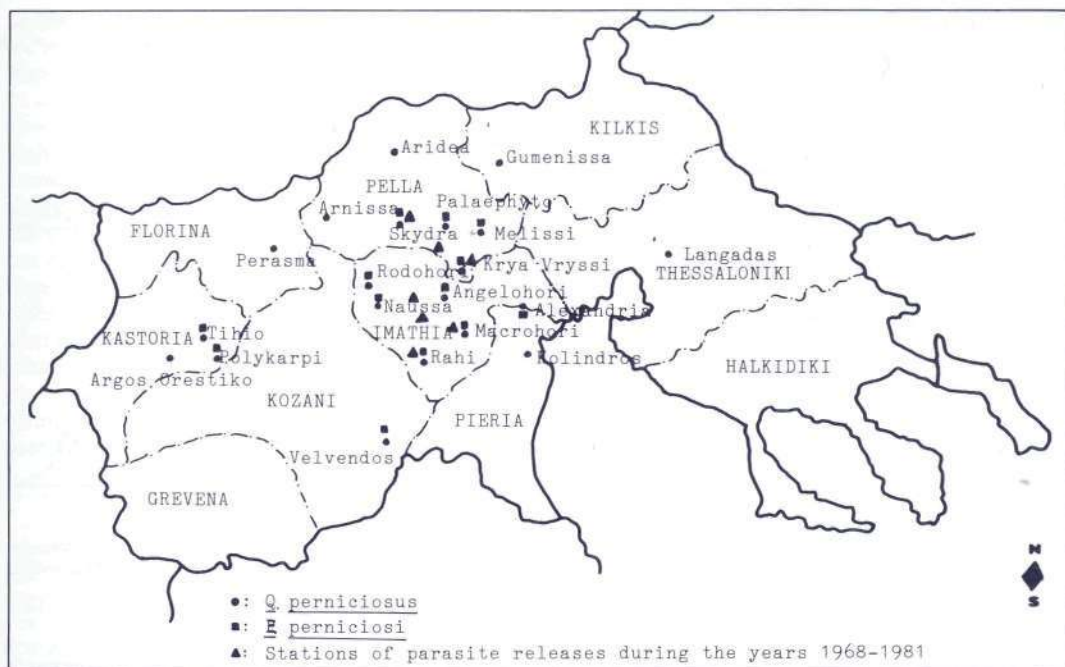 KILKIS
Aridea
Gumenissa
PELLA
Palaephyto
Arnissa
FLORINA
Skydra
Melissi
Perasma
Langadas
Krya Vryssi
THESSALONIKI
Rodohori
Angelohori
Naussa
Alexandria
KASTORIA
Tihio
IMATHIA
Macrohori
Polykarpi
Rahi
Kolindros
HALKIDIKI
Argos Orestiko
KOZANI
PIERIA
Velvendos
GREVENA
N
S
●: Q perniciosus
■: E perniciosi
▲: Stations of parasite releases during the years 1968-1981